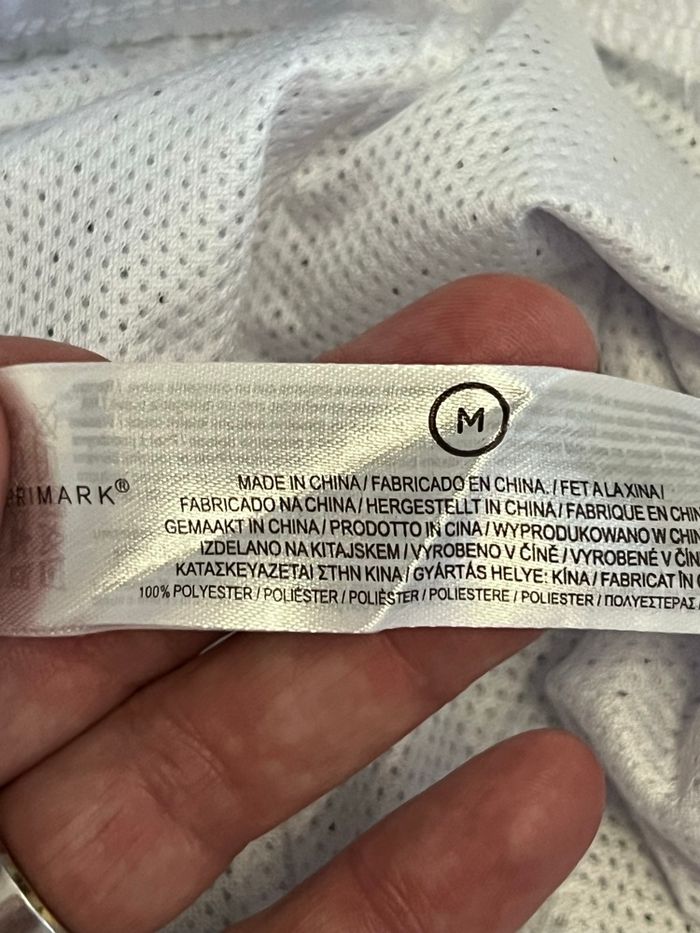 M
PRIMARK®
MADE IN CHINA / FABRICADO EN CHINA. / FET A LA XINA /
FABRICADO NA CHINA / HERGESTELLT IN CHINA / FABRIQUE EN CHIN
GEMAAKT IN CHINA / PRODOTTO IN CINA / WYPRODUKOWANO W CHIN
IZDELANO NA KITAJSKEM / VYROBENO V ČÍNĚ / VYROBENÉ V ČÍN
ΚΑΤΑΣΚΕΥΑΖΕΤΑΙ ΣΤΗΝ ΚΙΝΑ / GYÁRTÁS HELYE: KÍNA / FABRICAT ÎN
100% POLYESTER / POLIÉSTER / POLIÈSTER / POLIESTERE / POLIESTER / ΠΟΛΥΕΣΤΕΡΑΣ